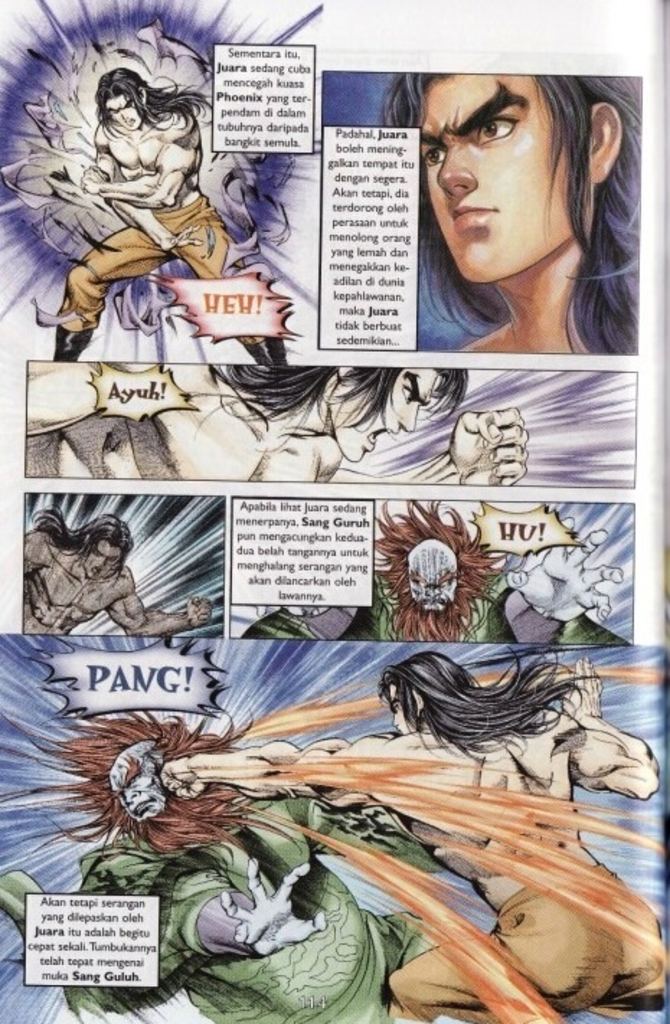 Sementara itu,
Juara sedang cuba
mencegah kuasa
Phoenix yang ter-
pendam di dalam
tubuhnya daripada
bangkit semula.
HEH!
Padahal, Juara
boleh mening-
galkan tempat itu
dengan segera.
Akan tetapi, dia
terdorong oleh
perasaan untuk
menolong orang
yang lemah dan
menegakkan ke-
adilan di dunia
kepahlawanan,
maka Juara
tidak berbuat
sedemikian...
Ayuh!
Apabila lihat Juara sedang
menerpanya, Sang Guruh
pun mengacungkan kedua-
dua belah tangannya untuk
menghalang serangan yang
akan dilancarkan oleh
lawannya.
HU!
PANG!
Akan tetapi serangan
yang dilepaskan oleh
Juara itu adalah begitu
cepat sekali. Tumbukannya
telah tepat mengenai
muka Sang Guluh.
114